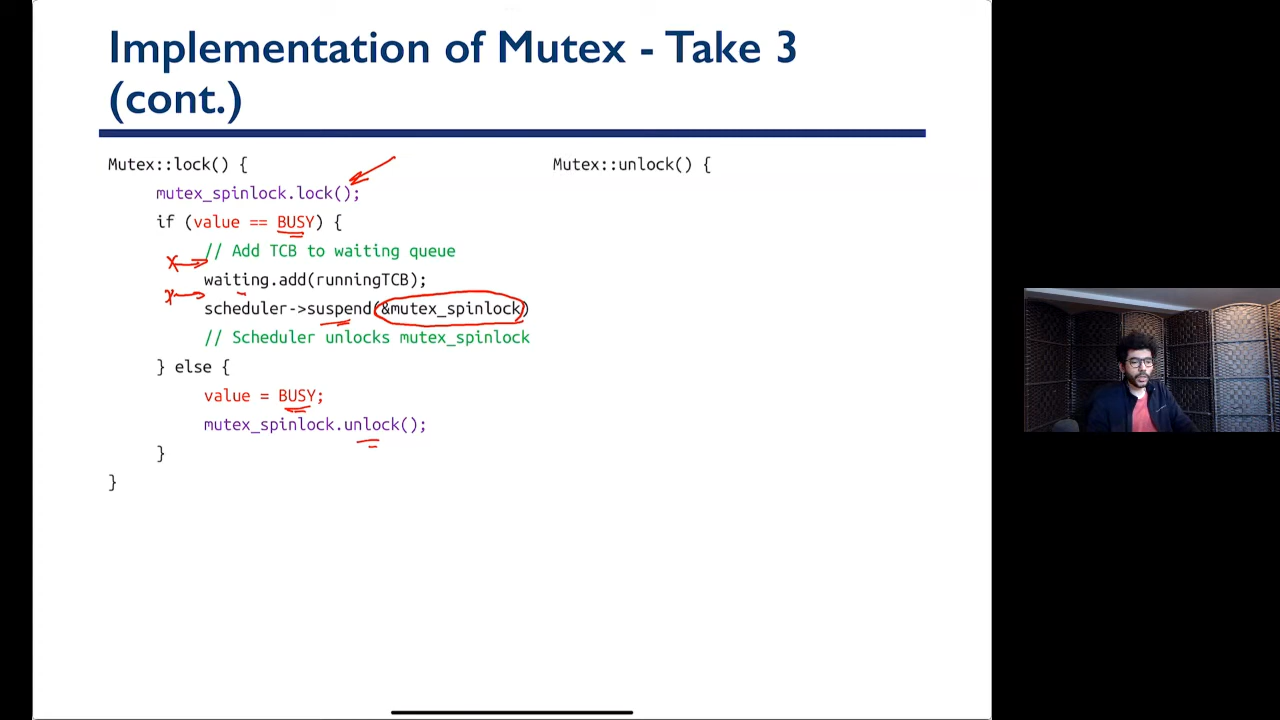 Implementation of Mutex - Take 3
(cont.)
Mutex::lock() {
mutex_spinlock.lock();
if (value == BUSY) {
// Add TCB to waiting queue
x
waiting.add(runningTCB);
x
scheduler->suspend(&mutex_spinlock)
// Scheduler unlocks mutex_spinlock
} else {
value = BUSY;
mutex_spinlock.unlock();
}
}
Mutex::unlock() {